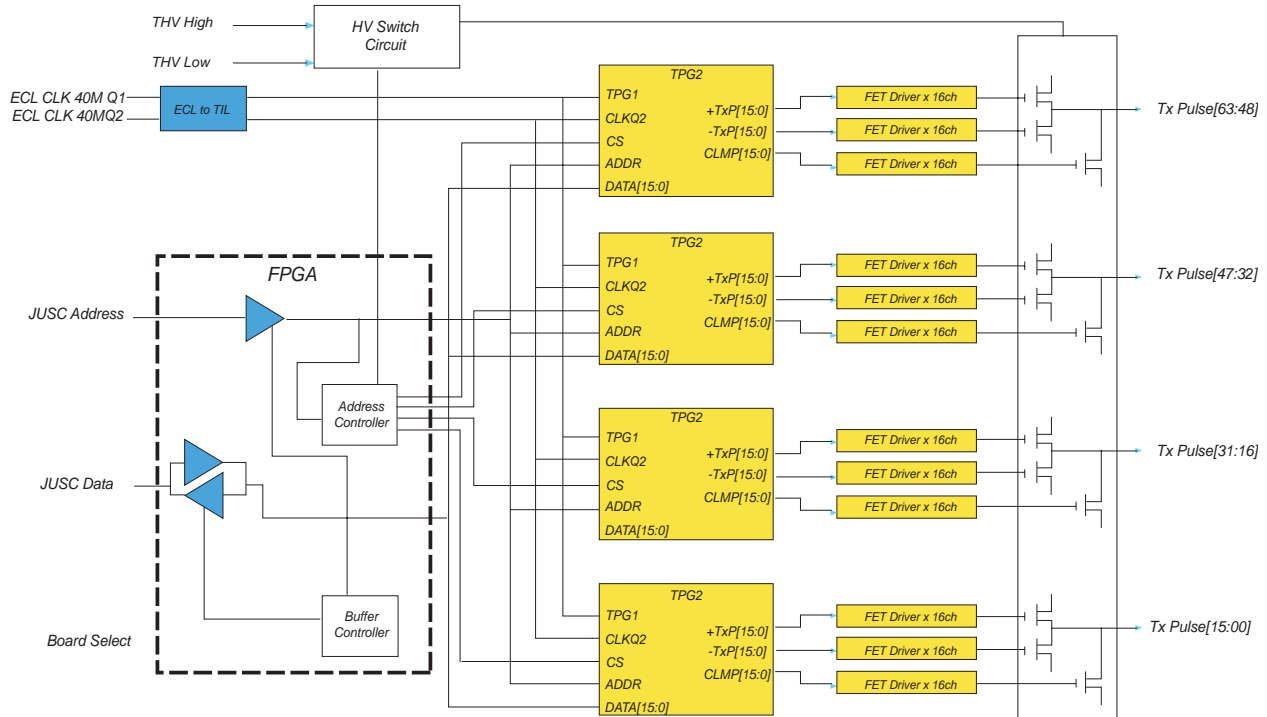 THV High
HV Switch
Circuit
THV Low
ECL CLK 40M Q1
ECL CLK 40MQ2
ECL to TIL
TPG2
TPG1
CLKQ2
CS
ADDR
DATA[15:0]
+TxP[15:0]
-TxP[15:0]
CLMP[15:0]
FET Driver x 16ch
FET Driver x 16ch
FET Driver x 16ch
Tx Pulse[63:48]
FPGA
JUSC Address
Address
Controller
JUSC Data
Buffer
Controller
Board Select
TPG2
TPG1
CLKQ2
CS
ADDR
DATA[15:0]
+TxP[15:0]
-TxP[15:0]
CLMP[15:0]
FET Driver x 16ch
FET Driver x 16ch
FET Driver x 16ch
Tx Pulse[47:32]
TPG2
TPG1
CLKQ2
CS
ADDR
DATA[15:0]
+TxP[15:0]
-TxP[15:0]
CLMP[15:0]
FET Driver x 16ch
FET Driver x 16ch
FET Driver x 16ch
Tx Pulse[31:16]
TPG2
TPG1
CLKQ2
CS
ADDR
DATA[15:0]
+TxP[15:0]
-TxP[15:0]
CLMP[15:0]
FET Driver x 16ch
FET Driver x 16ch
FET Driver x 16ch
Tx Pulse[15:00]